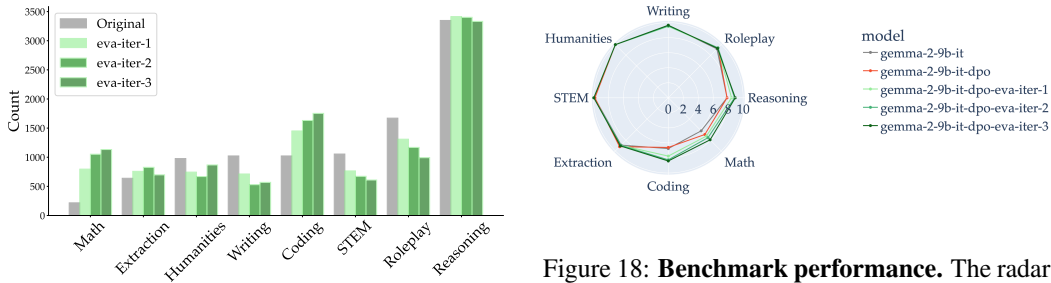 Original
eva-iter-1
eva-iter-2
eva-iter-3
Count
3500
3000
2500
2000
1500
1000
500
0
Math
Extraction
Humanities
Writing
Coding
STEM
Roleplay
Reasoning
Writing
Humanities
Roleplay
STEM
0 2 4 6 8 10
Reasoning
Extraction
Math
Coding
model
gemma-2-9b-it
gemma-2-9b-it-dpo
gemma-2-9b-it-dpo-eva-iter-1
gemma-2-9b-it-dpo-eva-iter-2
gemma-2-9b-it-dpo-eva-iter-3
Figure 18: Benchmark performance. The radar